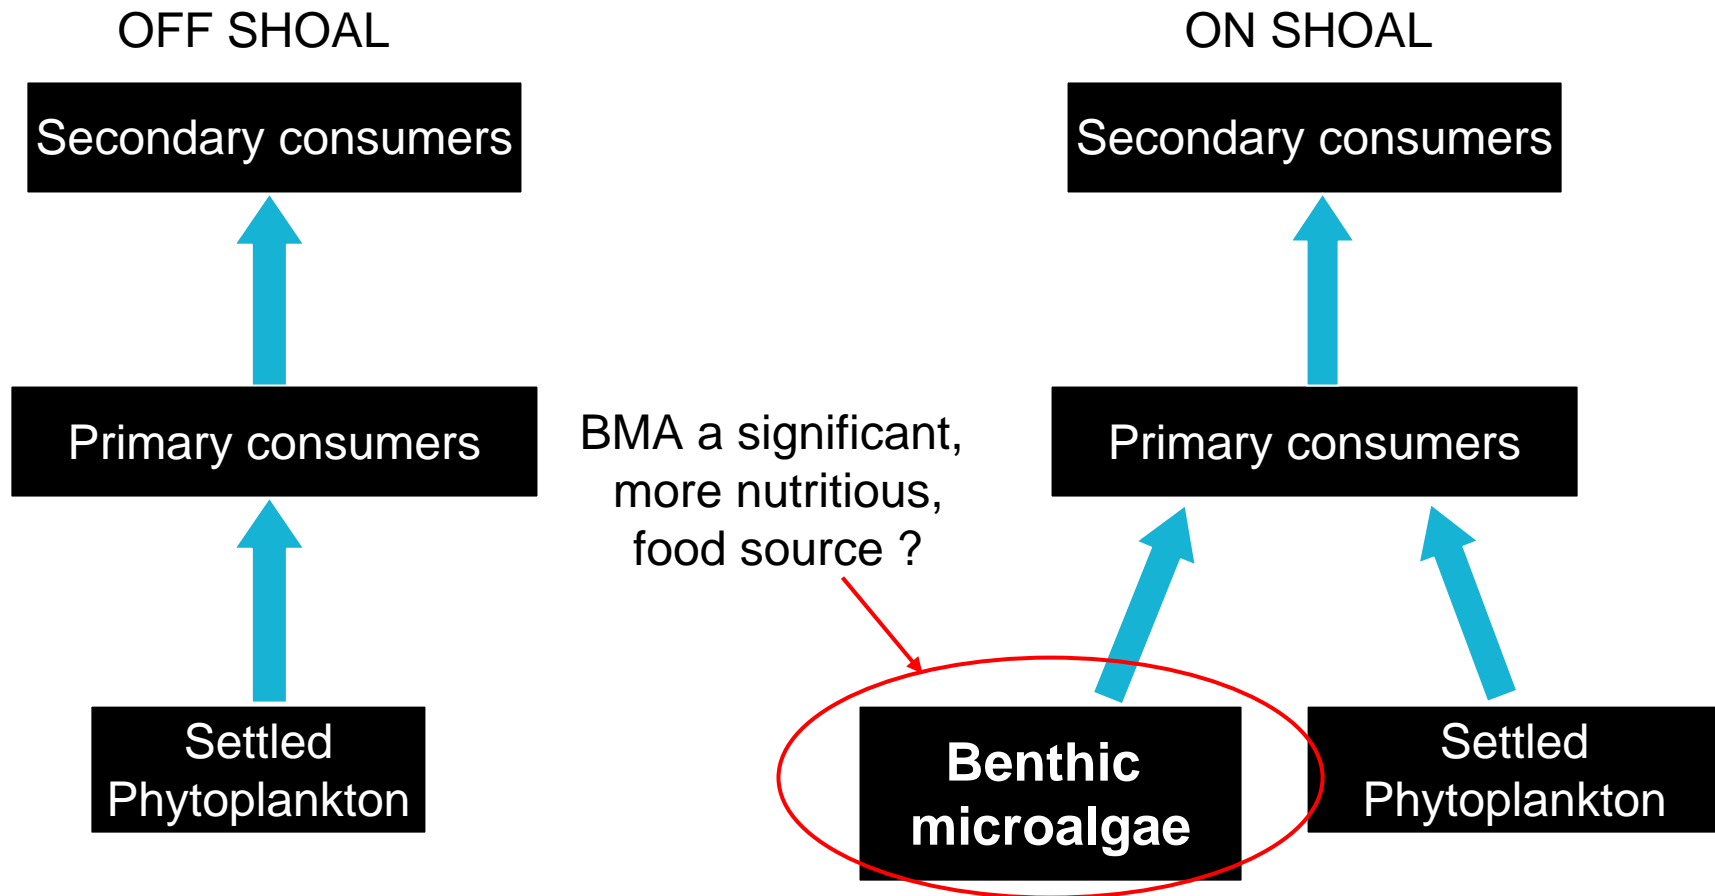 OFF SHOAL
Secondary consumers
Primary consumers
Settled
Phytoplankton
BMA a significant,
more nutritious,
food source ?
ON SHOAL
Secondary consumers
Primary consumers
Benthic
microalgae
Settled
Phytoplankton